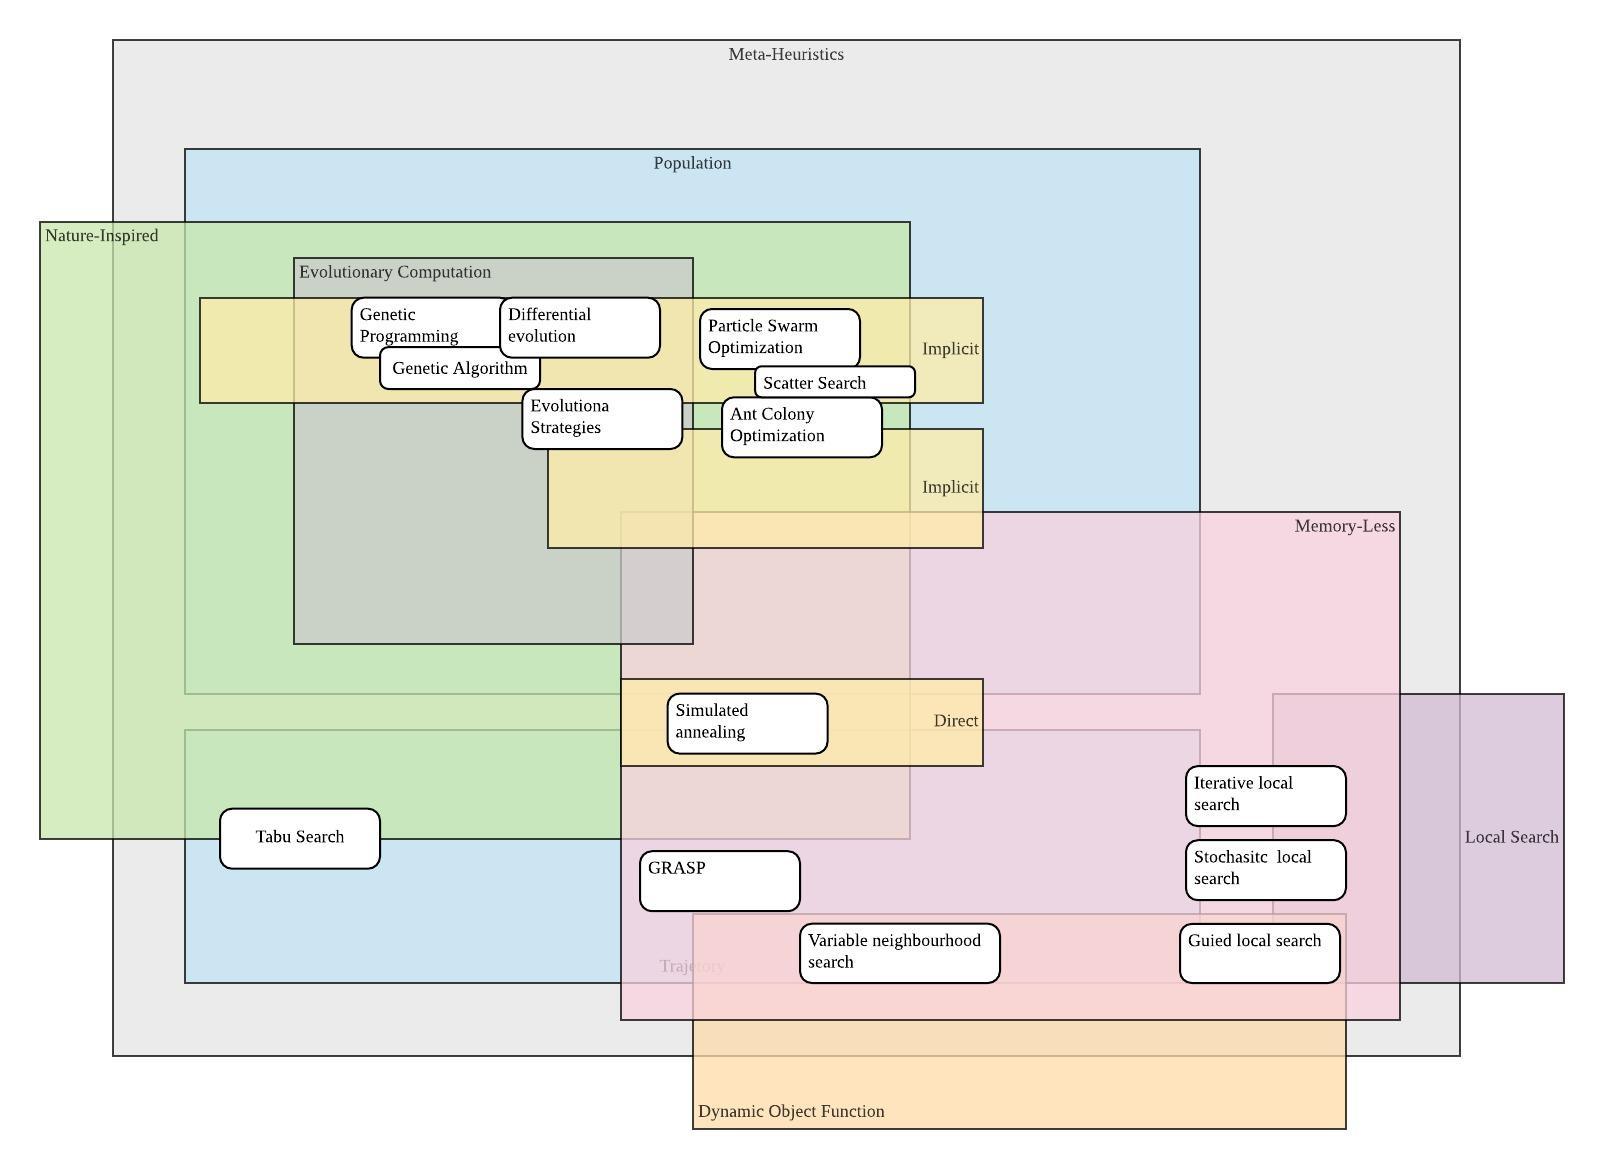 Meta-Heuristics
Population
Nature-Inspired
Evolutionary Computation
Genetic
Programming
Differential
evolution
Particle Swarm
Optimization
Implicit
Genetic Algorithm
Scatter Search
Evolutiona
Strategies
Ant Colony
Optimization
Implicit
Memory-Less
Simulated
annealing
Direct
Iterative local
search
Tabu Search
Local Search
GRASP
Stochasitc  local
search
Variable neighbourhood
search
Guied local search
Trajectory
Dynamic Object Function